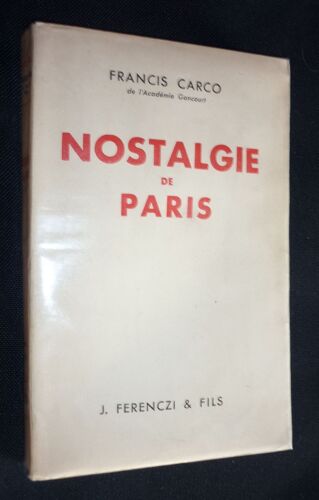 FRANCIS CARCO
de l'Académie Goncourt
NOSTALGIE
DE
PARIS
J. FERENCZI & FILS